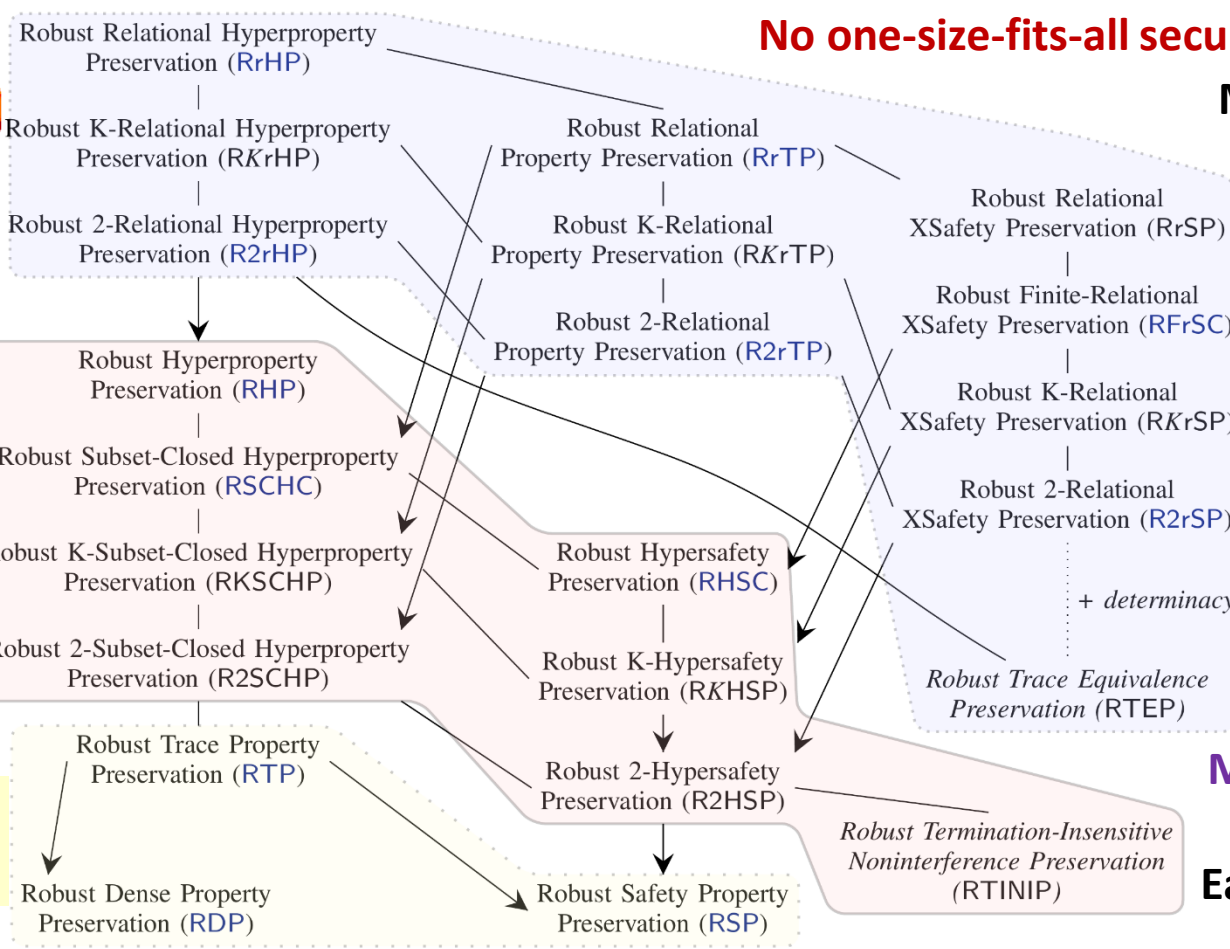 No one-size-fits-all
Robust Relational Hyperproperty
Preservation (RrHP)
Robust K-Relational Hyperproperty
Preservation (RKrHP)
Robust 2-Relational Hyperproperty
Preservation (R2rHP)
Robust Relational
Property Preservation (RrTP)
Robust K-Relational
Property Preservation (RKrTP)
Robust 2-Relational
Property Preservation (R2rTP)
Robust Relational
XSafety Preservation (RrSP)
Robust Finite-Relational
XSafety Preservation (RFrSC)
Robust K-Relational
XSafety Preservation (RKrSP)
Robust 2-Relational
XSafety Preservation (R2rSP)
+ determinacy
Robust Trace Equivalence
Preservation (RTEP)
Robust Hyperproperty
Preservation (RHP)
Robust Subset-Closed Hyperproperty
Preservation (RSCHC)
Robust K-Subset-Closed Hyperproperty
Preservation (RKSCHP)
Robust 2-Subset-Closed Hyperproperty
Preservation (R2SCHP)
Robust Hypersafety
Preservation (RHSC)
Robust K-Hypersafety
Preservation (RKHSP)
Robust 2-Hypersafety
Preservation (R2HSP)
Robust Termination-Insensitive
Noninterference Preservation
(RTINIP)
Robust Trace Property
Preservation (RTP)
Robust Dense Property
Preservation (RDP)
Robust Safety Property
Preservation (RSP)